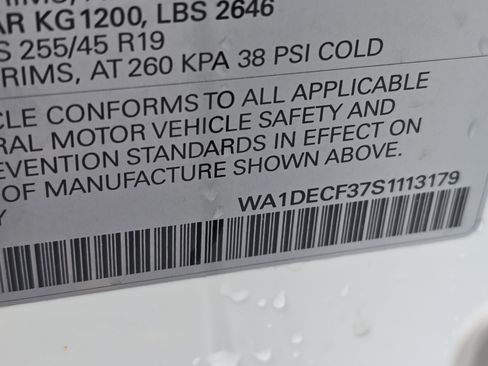 AR KG1200, LBS 2646
S 255/45 R19
RIMS, AT 260 KPA 38 PSI COLD
CLE CONFORMS TO ALL APPLICABLE
RAL MOTOR VEHICLE SAFETY AND
EVENTION STANDARDS IN EFFECT ON
OF MANUFACTURE SHOWN ABOVE.
WA1DECF37S1113179